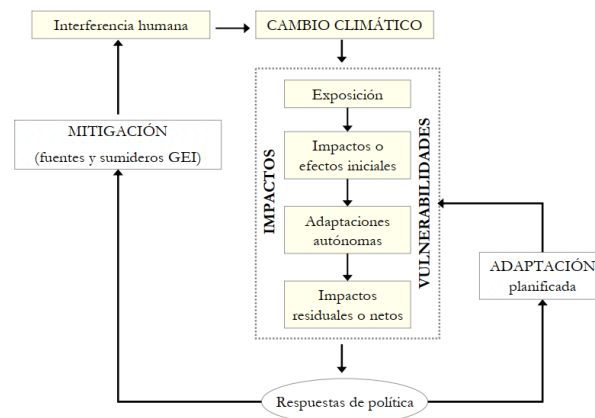 Interferencia humana
CAMBIO CLIMÁTICO
Exposición
IMPACTOS
VULNERABILIDADES
MITIGACIÓN
(fuentes y sumideros GEI)
Impactos o
efectos iniciales
Adaptaciones
autónomas
ADAPTACIÓN
planificada
Impactos
residuales o netos
Respuestas de política